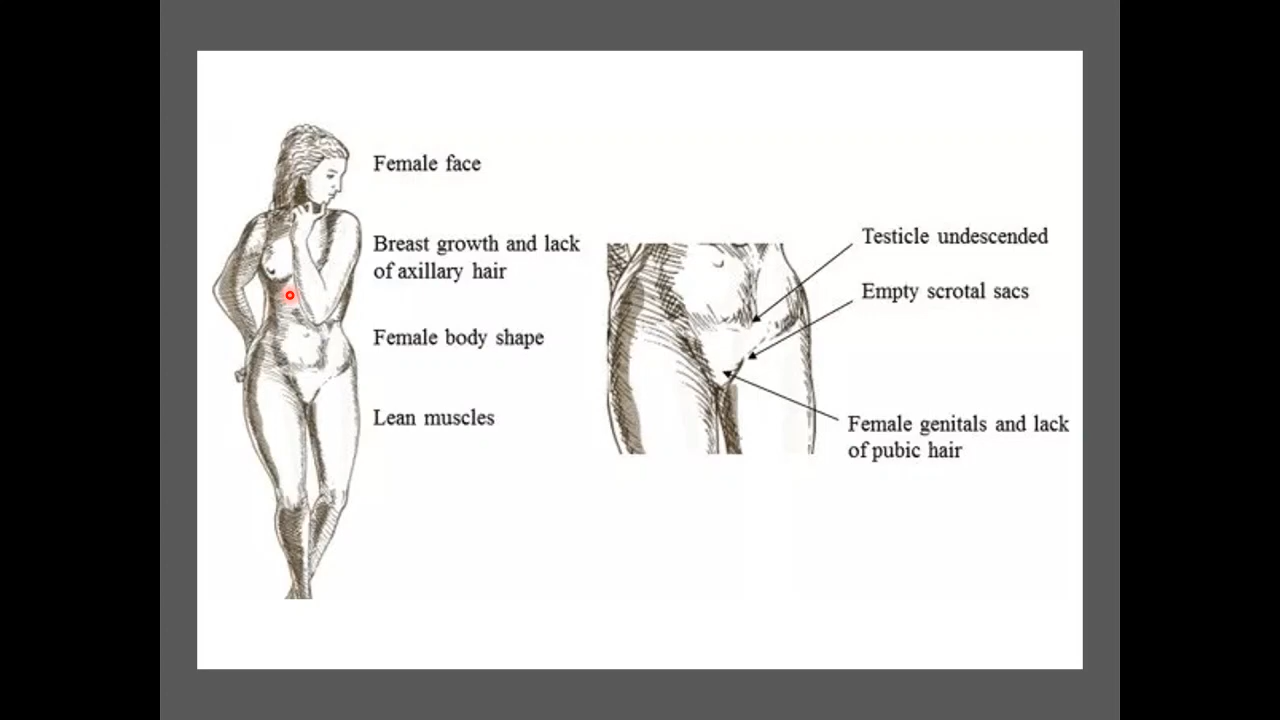 Female face
Breast growth and lack
of axillary hair
Female body shape
Lean muscles
Testicle undescended
Empty scrotal sacs
Female genitals and lack
of pubic hair